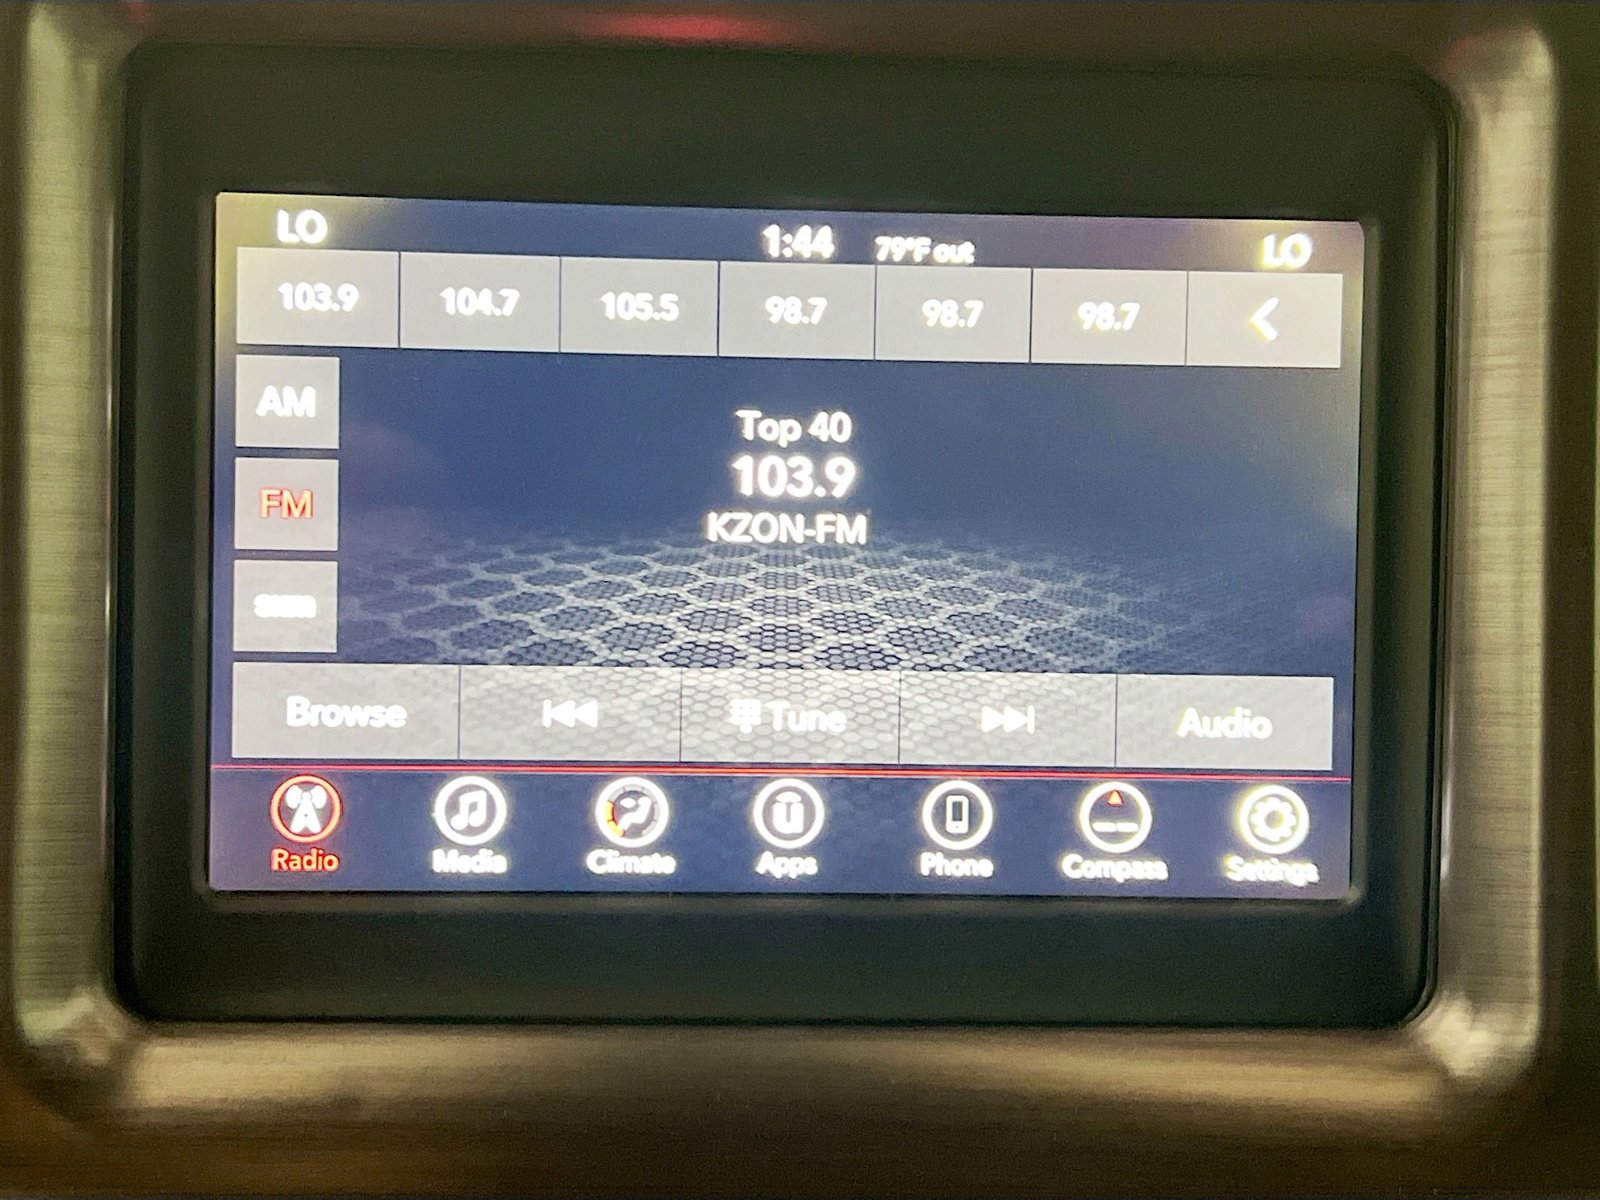 LO 1:44 79°F out LO
103.9 104.7 105.5 98.7 98.7 98.7
AM
Top 40
103.9
FM
KZON-FM
Browse Tune Audio
Radio Media Climate Apps Phone Compass Settings